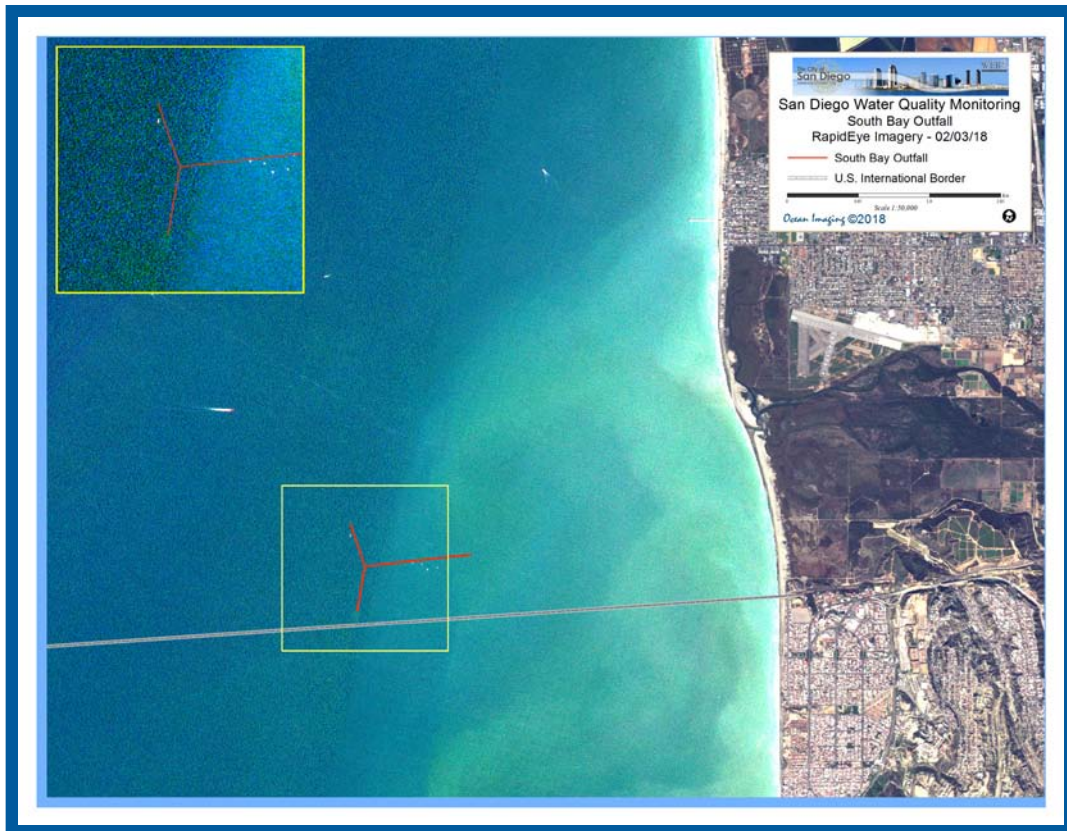 The City of
San Diego
San Diego Water Quality Monitoring
South Bay Outfall
RapidEye Imagery - 02/03/18
South Bay Outfall
U.S. International Border
Scale 1:50,000
Ocean Imaging ©2018